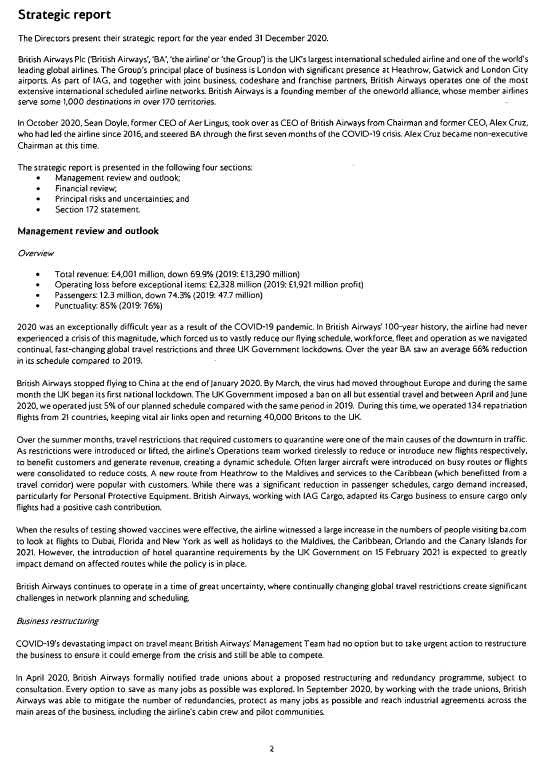 Strategic report
The Directors present their strategic report for the year ended 31 December 2020.
British Airways Plc ('British Airways', 'BA', 'the airline' or 'the Group') is the UK's largest international scheduled airline and one of the world's
leading global airlines. The Group's principal place of business is London with significant presence at Heathrow, Gatwick and London City
airports. As part of IAG, and together with joint business, codeshare and franchise partners, British Airways operates one of the most
extensive international scheduled airline networks. British Airways is a founding member of the oneworld alliance, whose member airlines
serve some 1,000 destinations in over 170 territories.
In October 2020, Sean Doyle, former CEO of Aer Lingus, took over as CEO of British Airways from Chairman and former CEO, Alex Cruz,
who had led the airline since 2016, and steered BA through the first seven months of the COVID-19 crisis. Alex Cruz became non-executive
Chairman at this time.
The strategic report is presented in the following four sections:
• Management review and outlook;
• Financial review;
• Principal risks and uncertainties; and
• Section 172 statement.
Management review and outlook
Overview
• Total revenue: £4,001 million, down 69.9% (2019: £13,290 million)
• Operating loss before exceptional items: £2,328 million (2019: £1,921 million profit)
• Passengers: 12.3 million, down 74.3% (2019: 47.7 million)
• Punctuality: 85% (2019: 76%)
2020 was an exceptionally difficult year as a result of the COVID-19 pandemic. In British Airways' 100-year history, the airline had never
experienced a crisis of this magnitude, which forced us to vastly reduce our flying schedule, workforce, fleet and operation as we navigated
continual, fast-changing global travel restrictions and three UK Government lockdowns. Over the year BA saw an average 66% reduction
in its schedule compared to 2019.
British Airways stopped flying to China at the end of January 2020. By March, the virus had moved throughout Europe and during the same
month the UK began its first national lockdown. The UK Government imposed a ban on all but essential travel and between April and June
2020, we operated just 5% of our planned schedule compared with the same period in 2019. During this time, we operated 134 repatriation
flights from 21 countries, keeping vital air links open and returning 40,000 Britons to the UK.
Over the summer months, travel restrictions that required customers to quarantine were one of the main causes of the downturn in traffic.
As restrictions were introduced or lifted, the airline's Operations team worked tirelessly to reduce or introduce new flights respectively,
to benefit customers and generate revenue, creating a dynamic schedule. Often larger aircraft were introduced on busy routes or flights
were consolidated to reduce costs. A new route from Heathrow to the Maldives and services to the Caribbean (which benefitted from a
travel corridor) were popular with customers. While there was a significant reduction in passenger schedules, cargo demand increased,
particularly for Personal Protective Equipment. British Airways, working with IAG Cargo, adapted its Cargo business to ensure cargo only
flights had a positive cash contribution.
When the results of testing showed vaccines were effective, the airline witnessed a large increase in the numbers of people visiting ba.com
to look at flights to Dubai, Florida and New York as well as holidays to the Maldives, the Caribbean, Orlando and the Canary Islands for
2021. However, the introduction of hotel quarantine requirements by the UK Government on 15 February 2021 is expected to greatly
impact demand on affected routes while the policy is in place.
British Airways continues to operate in a time of great uncertainty, where continually changing global travel restrictions create significant
challenges in network planning and scheduling.
Business restructuring
COVID-19's devastating impact on travel meant British Airways' Management Team had no option but to take urgent action to restructure
the business to ensure it could emerge from the crisis and still be able to compete.
In April 2020, British Airways formally notified trade unions about a proposed restructuring and redundancy programme, subject to
consultation. Every option to save as many jobs as possible was explored. In September 2020, by working with the trade unions, British
Airways was able to mitigate the number of redundancies, protect as many jobs as possible and reach industrial agreements across the
main areas of the business, including the airline's cabin crew and pilot communities.
2